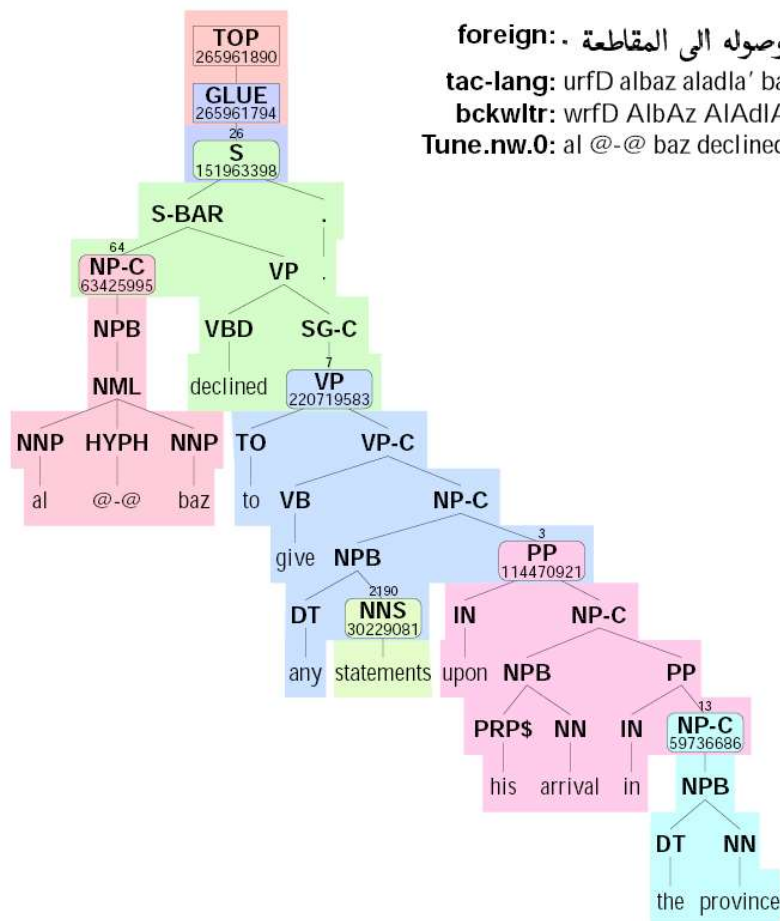 foreign: وصوله الى المقاطعة .
tac-lang: urfD albaz aladla' ba
bckwltr: wrfD AlbAz AlAdlA
Tune.nw.0: al @-@ baz declined
TOP
265961890
GLUE
265961794
26
S
151963398
S-BAR .
64
NP-C VP .
63425995
NPB VBD SG-C
7
NML declined VP
220719583
NNP HYPH NNP TO VP-C
al @-@ baz to VB NP-C
3
give NPB PP
114470921
2190
DT NNS IN NP-C
30229081
any statements upon NPB PP
13
PRP$ NN IN NP-C
59736686
his arrival in NPB
DT NN
the province